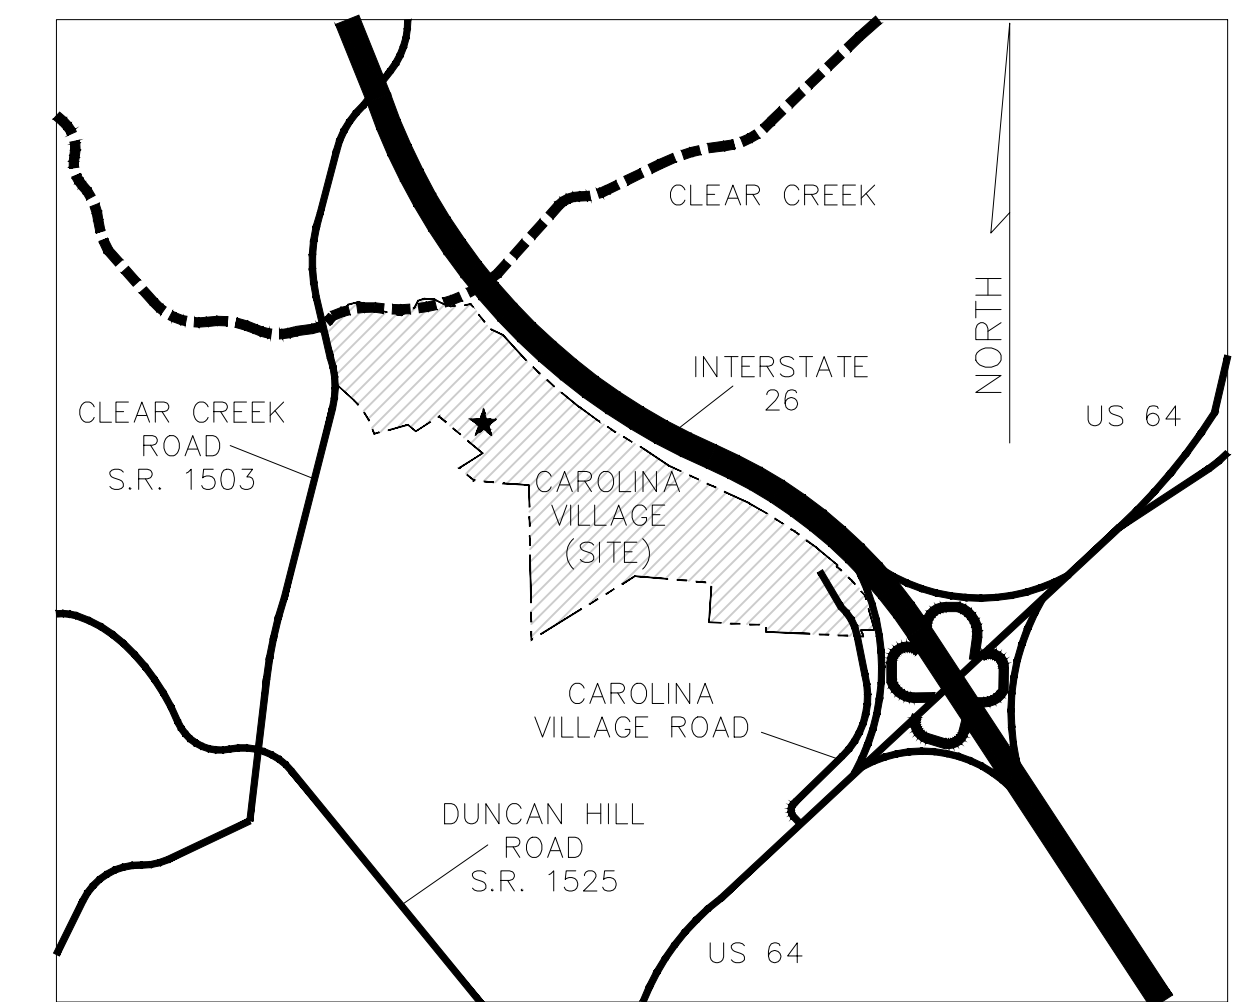 CLEAR CREEK
NORTH
INTERSTATE
26
US 64
CLEAR CREEK
ROAD
S.R. 1503
CAROLINA
VILLAGE
(SITE)
CAROLINA
VILLAGE ROAD
DUNCAN HILL
ROAD
S.R. 1525
US 64